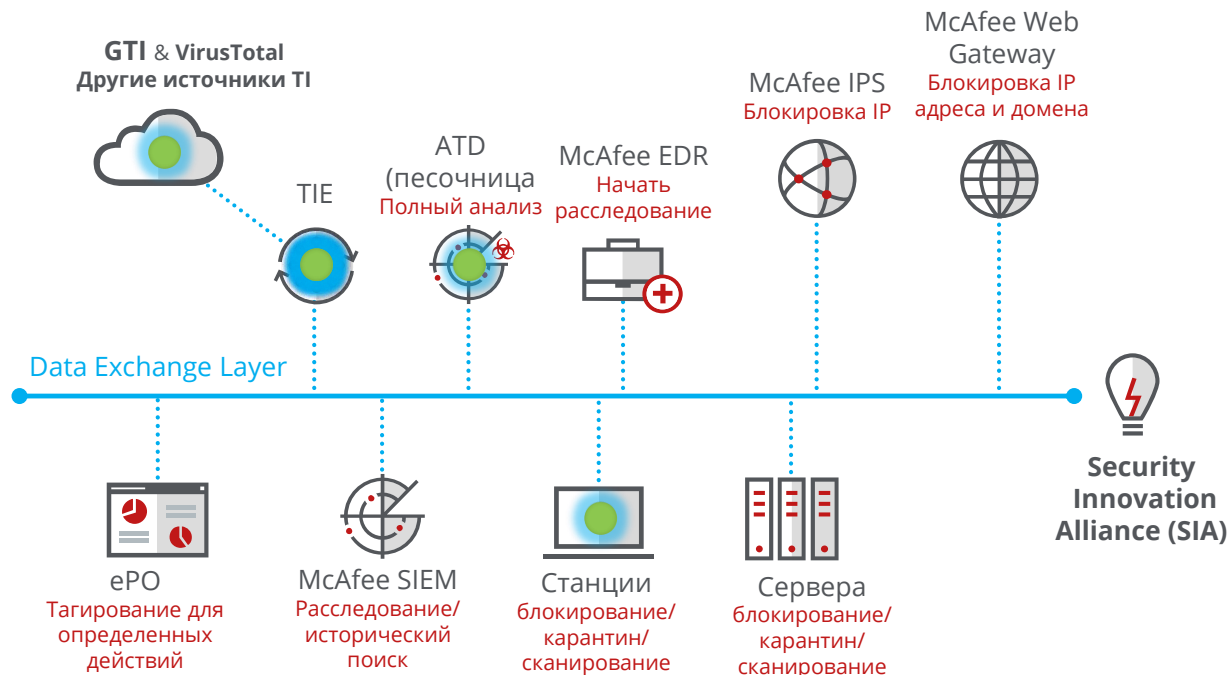 GTI & VirusTotal
Другие источники TI
TIE
ATD
(песочница
Полный анализ
McAfee EDR
Начать
расследование
McAfee IPS
Блокировка IP
McAfee Web
Gateway
Блокировка IP
адреса и домена
Data Exchange Layer
Security
Innovation
Alliance (SIA)
ePO
Тагирование для
определенных
действий
McAfee SIEM
Расследование/
исторический
поиск
Станции
блокирование/
карантин/
сканирование
Сервера
блокирование/
карантин/
сканирование